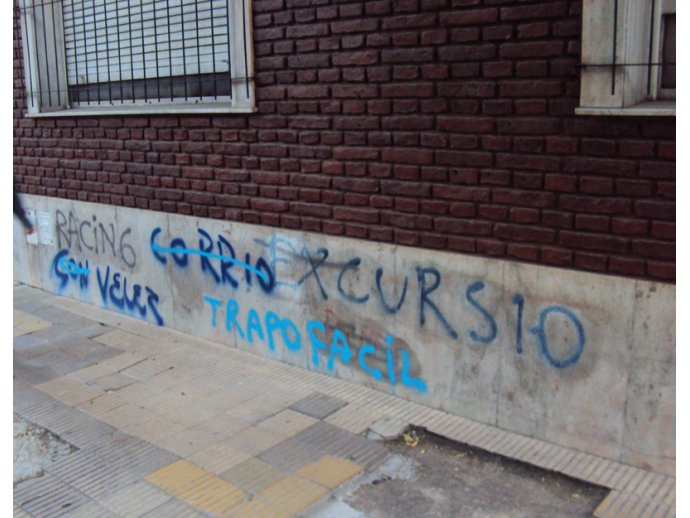 RACING CORRIO EXCURSIO
CON VELEZ
TRAPO FACIL